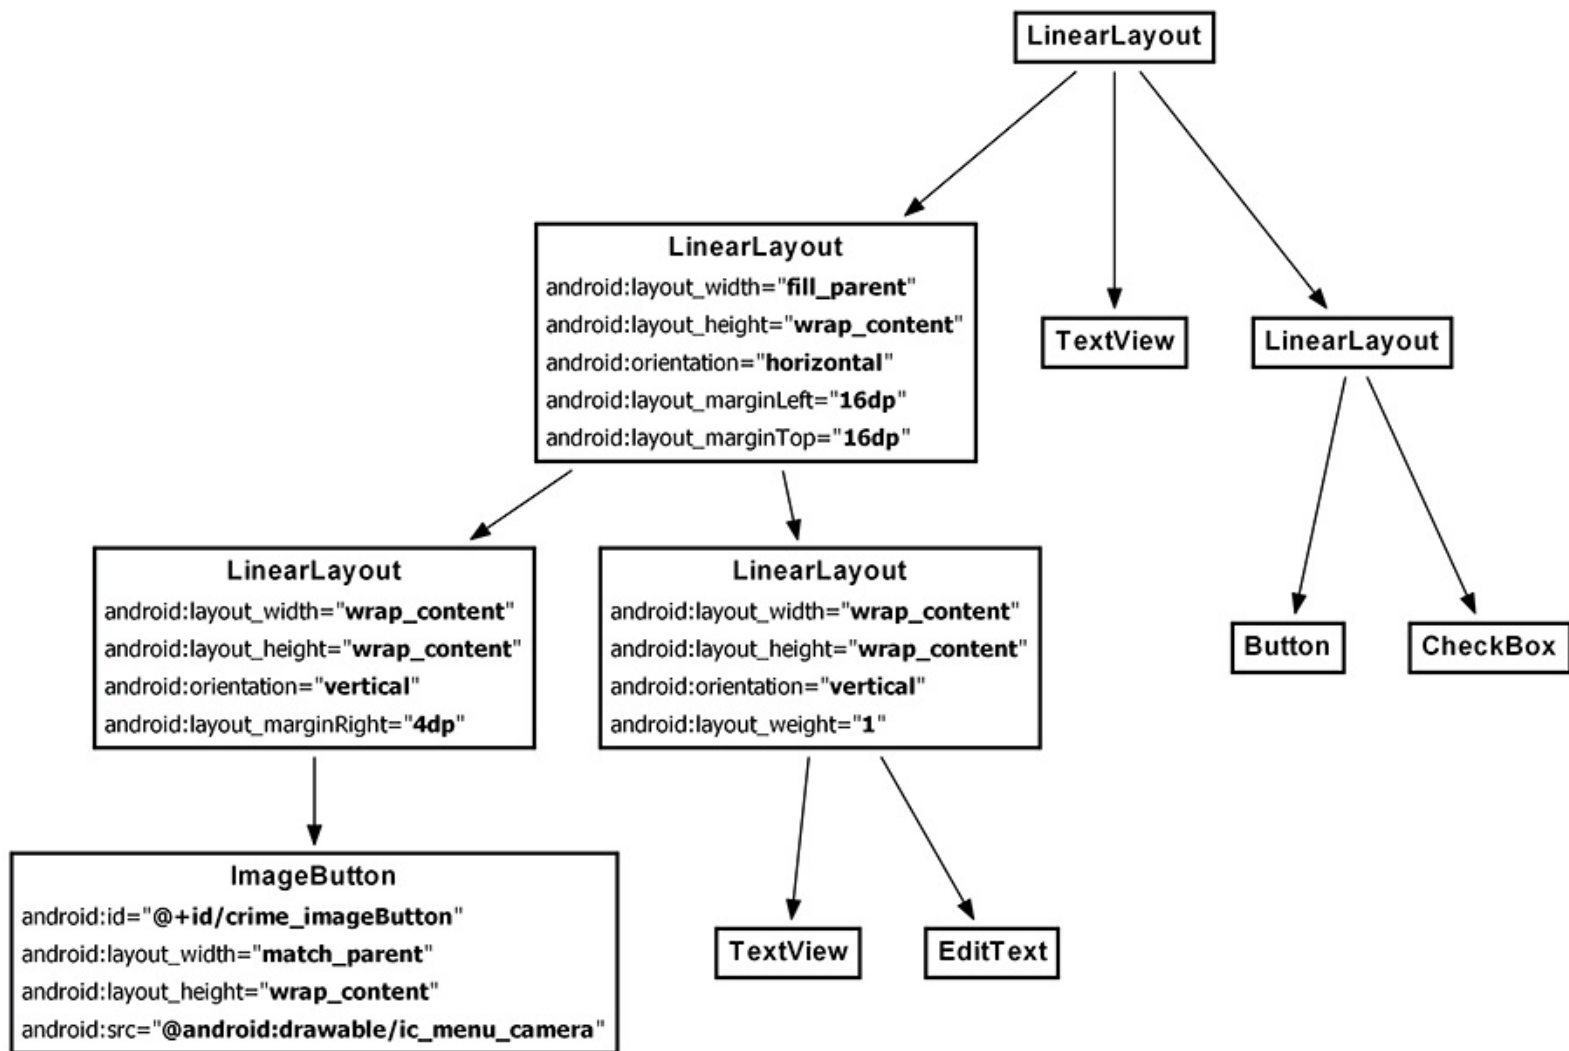 LinearLayout
LinearLayout
android:layout_width="fill_parent"
android:layout_height="wrap_content"
android:orientation="horizontal"
android:layout_marginLeft="16dp"
android:layout_marginTop="16dp"
TextView
LinearLayout
LinearLayout
android:layout_width="wrap_content"
android:layout_height="wrap_content"
android:orientation="vertical"
android:layout_marginRight="4dp"
LinearLayout
android:layout_width="wrap_content"
android:layout_height="wrap_content"
android:orientation="vertical"
android:layout_weight="1"
Button
CheckBox
ImageButton
android:id="@+id/crime_imageButton"
android:layout_width="match_parent"
android:layout_height="wrap_content"
android:src="@android:drawable/ic_menu_camera"
TextView
EditText